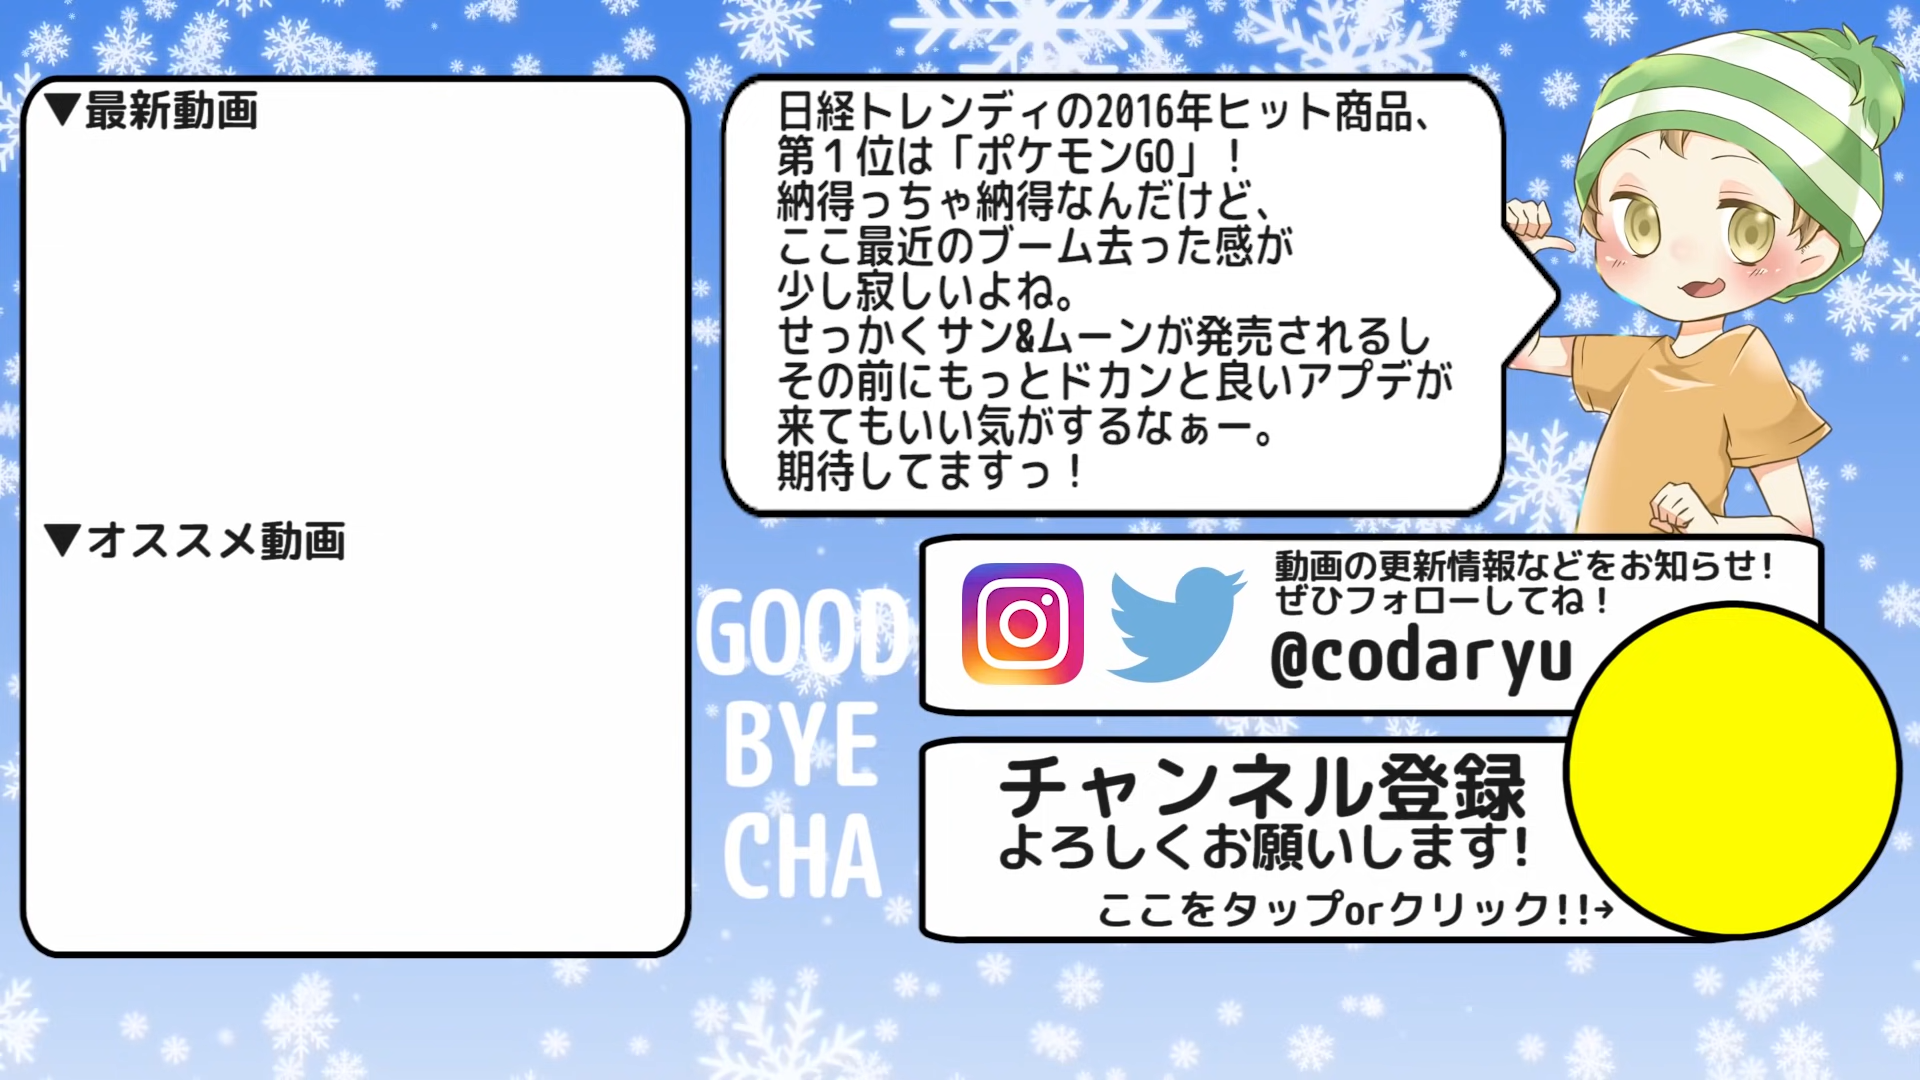 ▼最新動画
▼オススメ動画
日経トレンディの2016年ヒット商品、
第１位は「ポケモンGO」！
納得っちゃ納得なんだけど、
ここ最近のブーム去った感が
少し寂しいよね。
せっかくサン&ムーンが発売されるし
その前にもっとドカンと良いアプデが
来てもいい気がするなぁー。
期待してますっ！
GOOD
BYE
CHA
動画の更新情報などをお知らせ!
ぜひフォローしてね！
@codaryu
チャンネル登録
よろしくお願いします!
ここをタップorクリック!!→